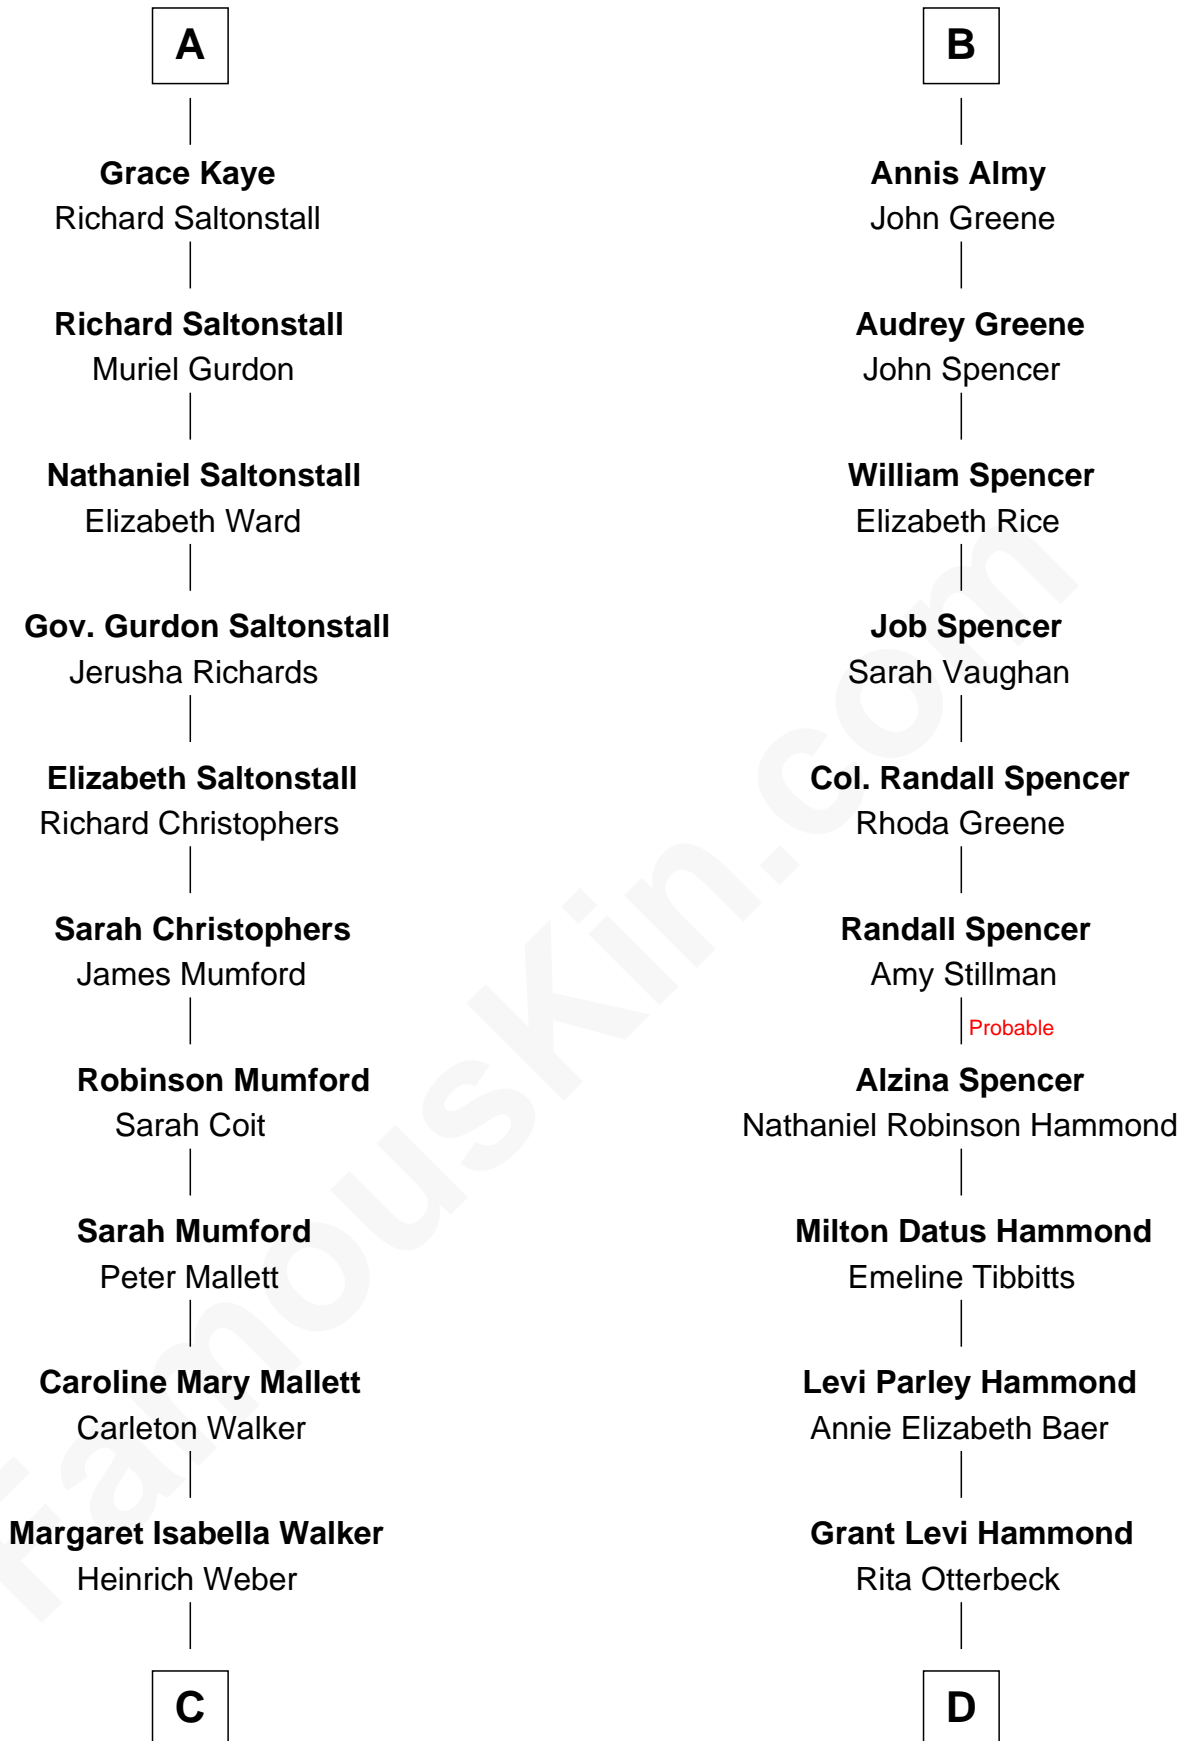 A
Grace Kaye
Richard Saltonstall
Richard Saltonstall
Muriel Gurdon
Nathaniel Saltonstall
Elizabeth Ward
Gov. Gurdon Saltonstall
Jerusha Richards
Elizabeth Saltonstall
Richard Christophers
Sarah Christophers
James Mumford
Robinson Mumford
Sarah Coit
Sarah Mumford
Peter Mallett
Caroline Mary Mallett
Carleton Walker
Margaret Isabella Walker
Heinrich Weber
C
B
Annis Almy
John Greene
Audrey Greene
John Spencer
William Spencer
Elizabeth Rice
Job Spencer
Sarah Vaughan
Col. Randall Spencer
Rhoda Greene
Randall Spencer
Amy Stillman
Probable
Alzina Spencer
Nathaniel Robinson Hammond
Milton Datus Hammond
Emeline Tibbitts
Levi Parley Hammond
Annie Elizabeth Baer
Grant Levi Hammond
Rita Otterbeck
D
FamousKin.com